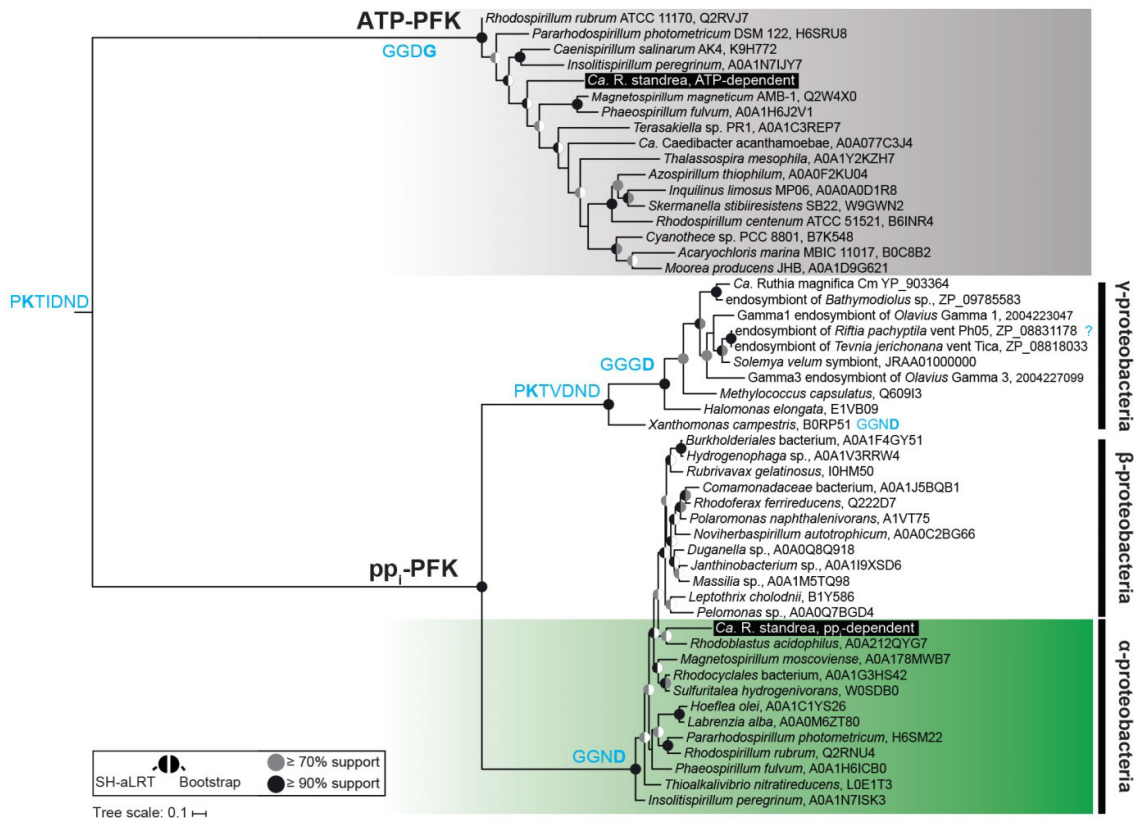 ATP-PFK
GGDG
Rhodospirillum rubrum ATCC 11170, Q2RVJ7
Pararhodospirillum photometricum DSM 122, H6SRU8
Caenispirillum salinarum AK4, K9H772
Insolitispirillum peregrinum, A0A1N7IJY7
Ca. R. standrea, ATP-dependent
Magnetospirillum magneticum AMB-1, Q2W4X0
Phaeospirillum fulvum, A0A1H6J2V1
Terasakiella sp. PR1, A0A1C3REP7
Ca. Caedibacter acanthamoebae, A0A077C3J4
Thalassospira mesophila, A0A1Y2KZH7
Azospirillum thiophilum, A0A0F2KU04
Inquilinus limosus MP06, A0A0A0D1R8
Skermanella stibiiresistens SB22, W9GWN2
Rhodospirillum centenum ATCC 51521, B6INR4
Cyanothece sp. PCC 8801, B7K548
Acaryochloris marina MBIC 11017, B0C8B2
Moorea producens JHB, A0A1D9G621
PKTIDND
Ca. Ruthia magnifica Cm YP_903364
endosymbiont of Bathymodiolus sp., ZP_09785583
Gamma1 endosymbiont of Olavius Gamma 1, 2004223047
endosymbiont of Riftia pachyptila vent Ph05, ZP_08831178 ?
endosymbiont of Tevnia jerichonana vent Tica, ZP_08818033
Solemya velum symbiont, JRAA01000000
Gamma3 endosymbiont of Olavius Gamma 3, 2004227099
Methylococcus capsulatus, Q609I3
Halomonas elongata, E1VB09
Xanthomonas campestris, B0RP51 GGND
GGGD
PKTVDND
γ-proteobacteria
Burkholderiales bacterium, A0A1F4GY51
Hydrogenophaga sp., A0A1V3RRW4
Rubrivavax gelatinosus, I0HM50
Comamonadaceae bacterium, A0A1J5BQB1
Rhodoferax ferrireducens, Q222D7
Polaromonas naphthalenivorans, A1VT75
Noviherbaspirillum autotrophicum, A0A0C2BG66
Duganella sp., A0A0Q8Q918
Janthinobacterium sp., A0A1I9XSD6
Massilia sp., A0A1M5TQ98
Leptothrix cholodnii, B1Y586
Pelomonas sp., A0A0Q7BGD4
β-proteobacteria
ppi-PFK
Ca. R. standrea, ppi-dependent
Rhodoblastus acidophilus, A0A212QYG7
Magnetospirillum moscoviense, A0A178MWB7
Rhodocyclales bacterium, A0A1G3HS42
Sulfuritalea hydrogenivorans, W0SDB0
Hoeflea olei, A0A1C1YS26
Labrenzia alba, A0A0M6ZT80
Pararhodospirillum photometricum, H6SM22
Rhodospirillum rubrum, Q2RNU4
Phaeospirillum fulvum, A0A1H6ICB0
Thioalkalivibrio nitratireducens, L0E1T3
Insolitispirillum peregrinum, A0A1N7ISK3
GGND
α-proteobacteria
SH-aLRT Bootstrap
≥ 70% support
≥ 90% support
Tree scale: 0.1